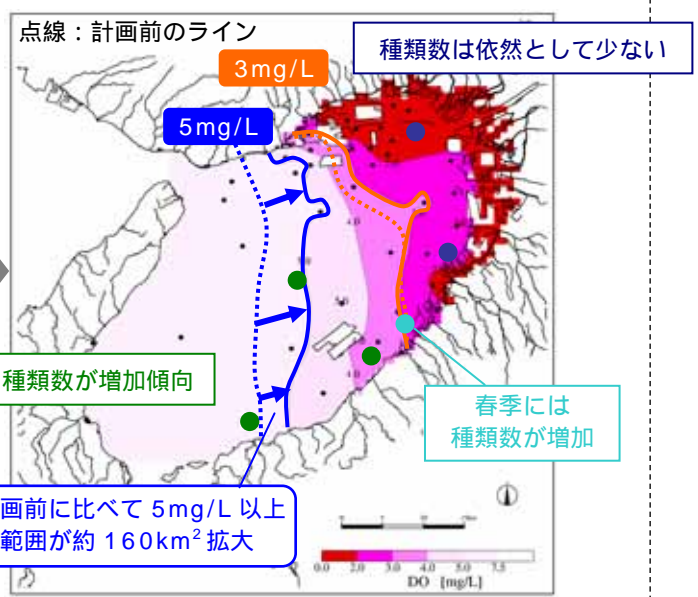 点線：計画前のライン
種類数は依然として少ない
3mg/L
5mg/L
種類数が増加傾向
春季には
種類数が増加
画前に比べて 5mg/L 以上
範囲が約 160km² 拡大
0.0 2.0 3.0 4.0 5.0 7.5
DO [mg/L]